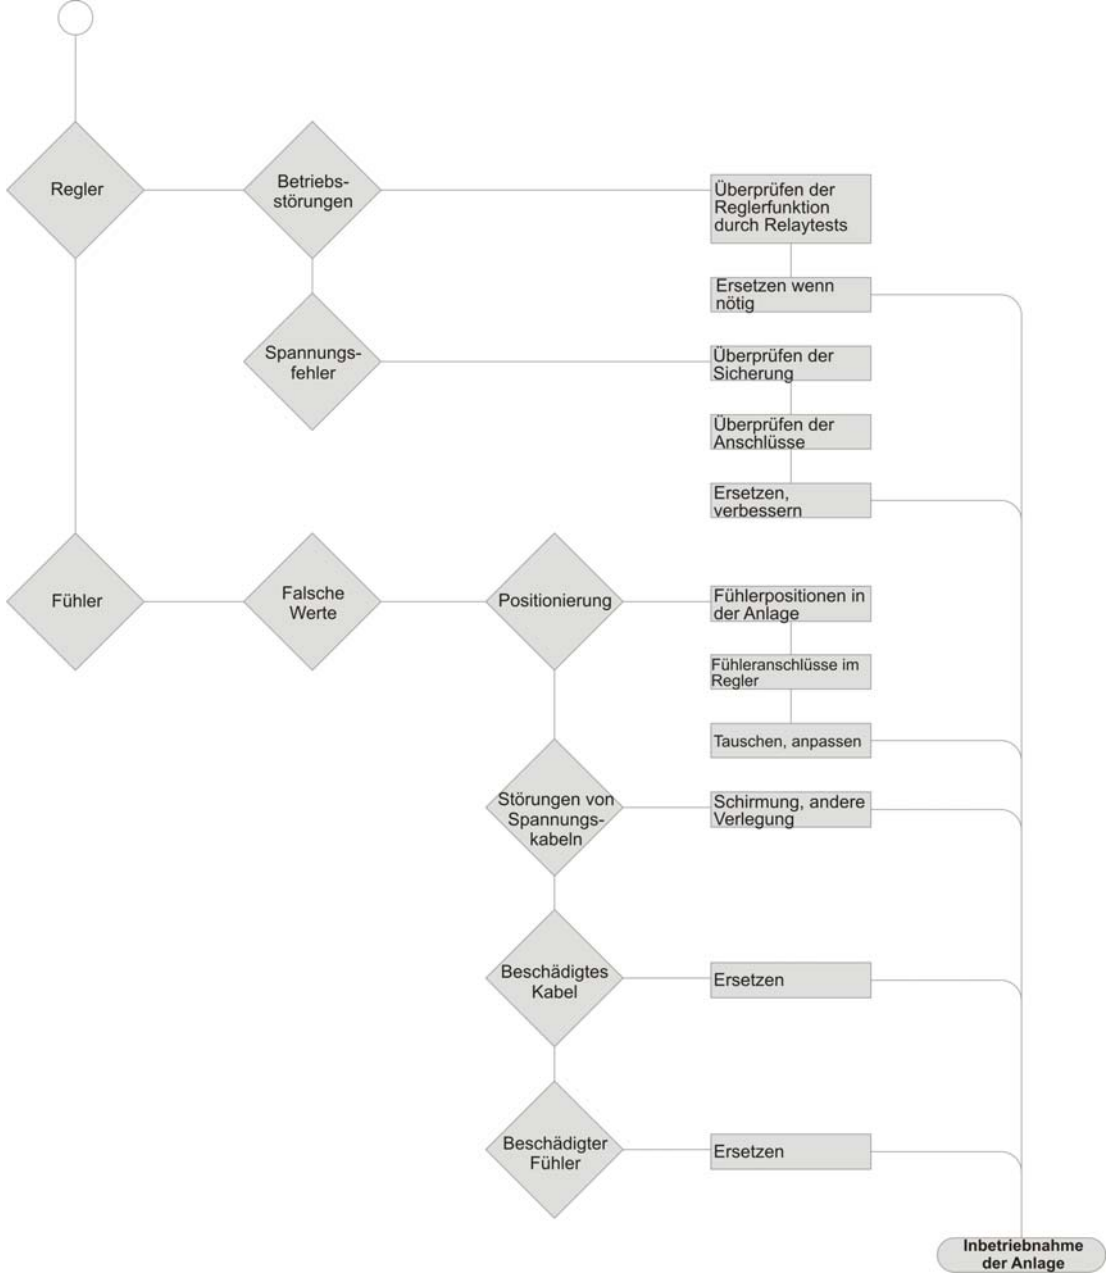 Regler
Betriebs-
störungen
Überprüfen der
Reglerfunktion
durch Relaytests
Ersetzen wenn
nötig
Spannungs-
fehler
Überprüfen der
Sicherung
Überprüfen der
Anschlüsse
Ersetzen,
verbessern
Fühler
Falsche
Werte
Positionierung
Fühlerpositionen in
der Anlage
Fühleranschlüsse im
Regler
Tauschen, anpassen
Störungen von
Spannungs-
kabeln
Schirmung, andere
Verlegung
Beschädigtes
Kabel
Ersetzen
Beschädigter
Fühler
Ersetzen
Inbetriebnahme
der Anlage